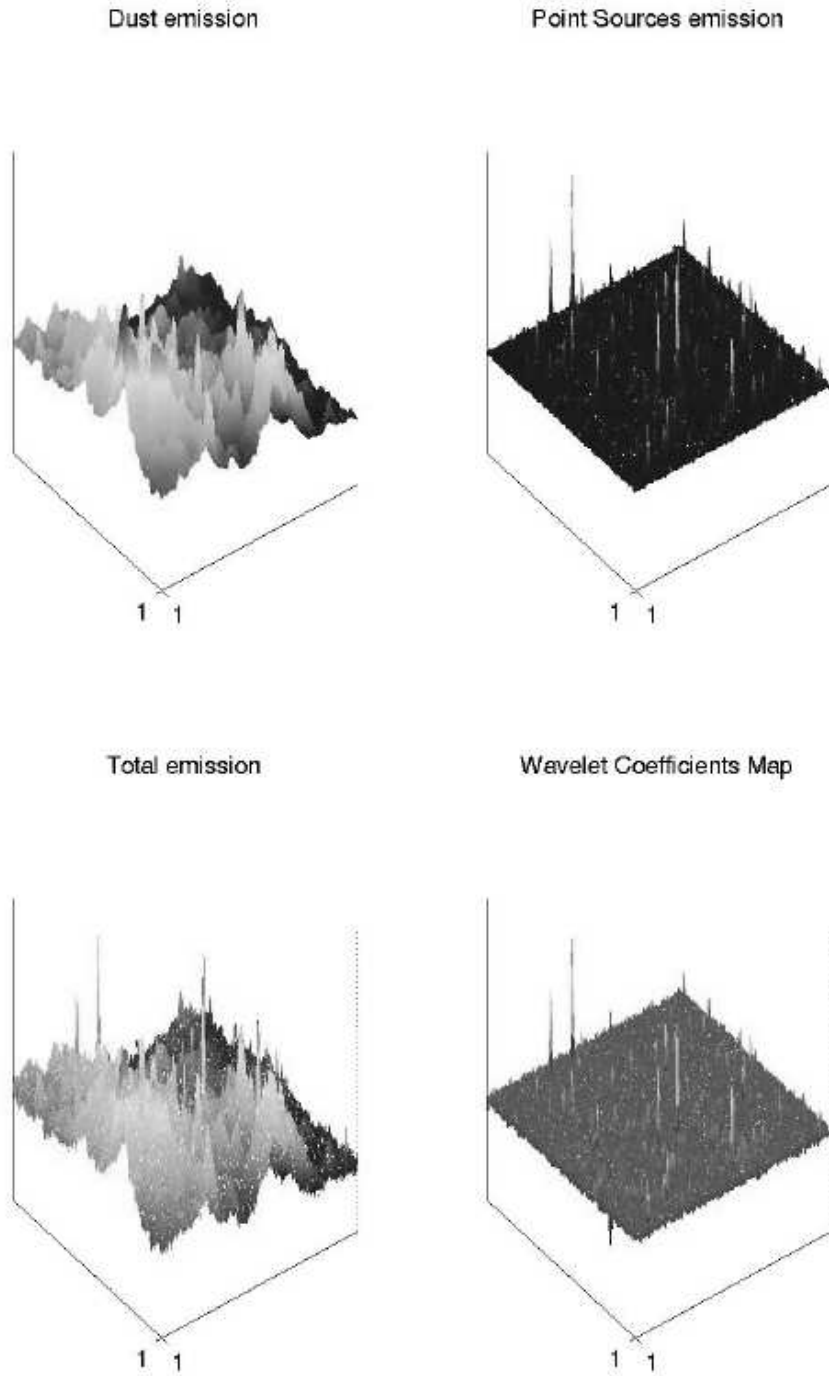 Dust emission
Point Sources emission
1 1
1 1
Total emission
Wavelet Coefficients Map
1 1
1 1